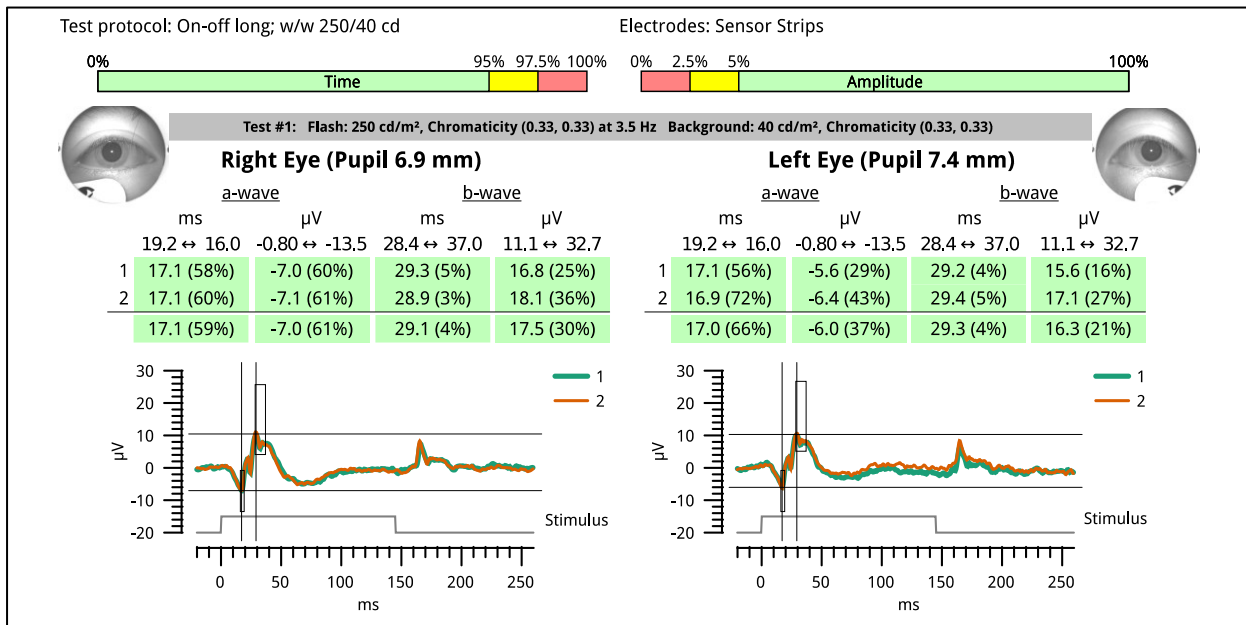 Test protocol: On-off long; w/w 250/40 cd
Electrodes: Sensor Strips
0% 95% 97.5% 100%
Time
0% 2.5% 5% 100%
Amplitude
Test #1: Flash: 250 cd/m², Chromaticity (0.33, 0.33) at 3.5 Hz Background: 40 cd/m², Chromaticity (0.33, 0.33)
Right Eye (Pupil 6.9 mm)
a-wave b-wave
ms µV ms µV
19.2 ↔ 16.0 -0.80 ↔ -13.5 28.4 ↔ 37.0 11.1 ↔ 32.7
1 17.1 (58%) -7.0 (60%) 29.3 (5%) 16.8 (25%)
2 17.1 (60%) -7.1 (61%) 28.9 (3%) 18.1 (36%)
17.1 (59%) -7.0 (61%) 29.1 (4%) 17.5 (30%)
30
20
10
0
-10
-20
µV
1
2
Stimulus
0 50 100 150 200 250
ms
Left Eye (Pupil 7.4 mm)
a-wave b-wave
ms µV ms µV
19.2 ↔ 16.0 -0.80 ↔ -13.5 28.4 ↔ 37.0 11.1 ↔ 32.7
1 17.1 (56%) -5.6 (29%) 29.2 (4%) 15.6 (16%)
2 16.9 (72%) -6.4 (43%) 29.4 (5%) 17.1 (27%)
17.0 (66%) -6.0 (37%) 29.3 (4%) 16.3 (21%)
30
20
10
0
-10
-20
µV
1
2
Stimulus
0 50 100 150 200 250
ms